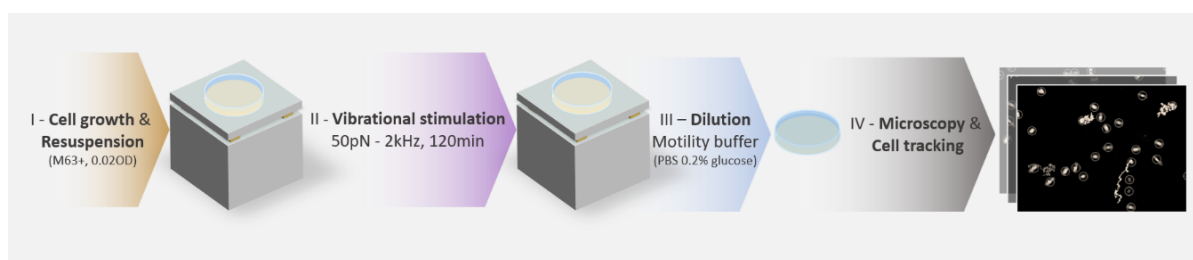 I - Cell growth &
Resuspension
(M63+, 0.02OD)
II - Vibrational stimulation
50pN - 2kHz, 120min
III – Dilution
Motility buffer
(PBS 0.2% glucose)
IV - Microscopy &
Cell tracking